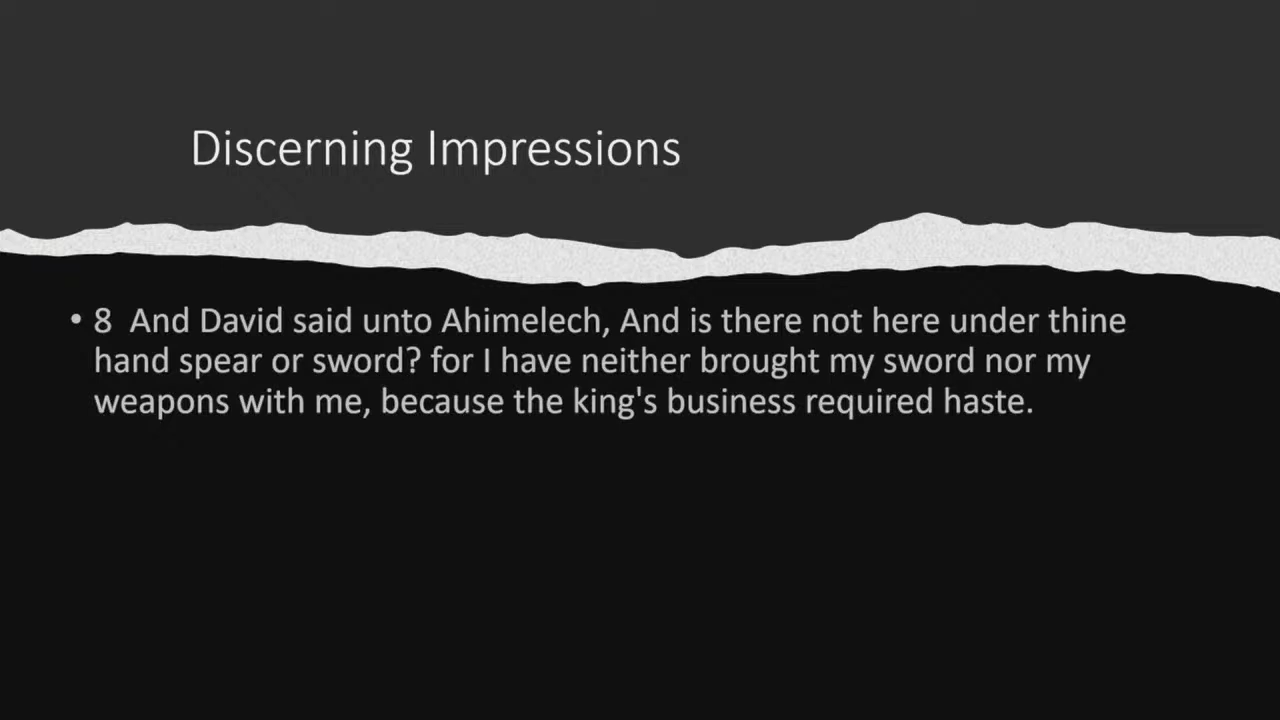 Discerning Impressions
• 8  And David said unto Ahimelech, And is there not here under thine
hand spear or sword? for I have neither brought my sword nor my
weapons with me, because the king's business required haste.